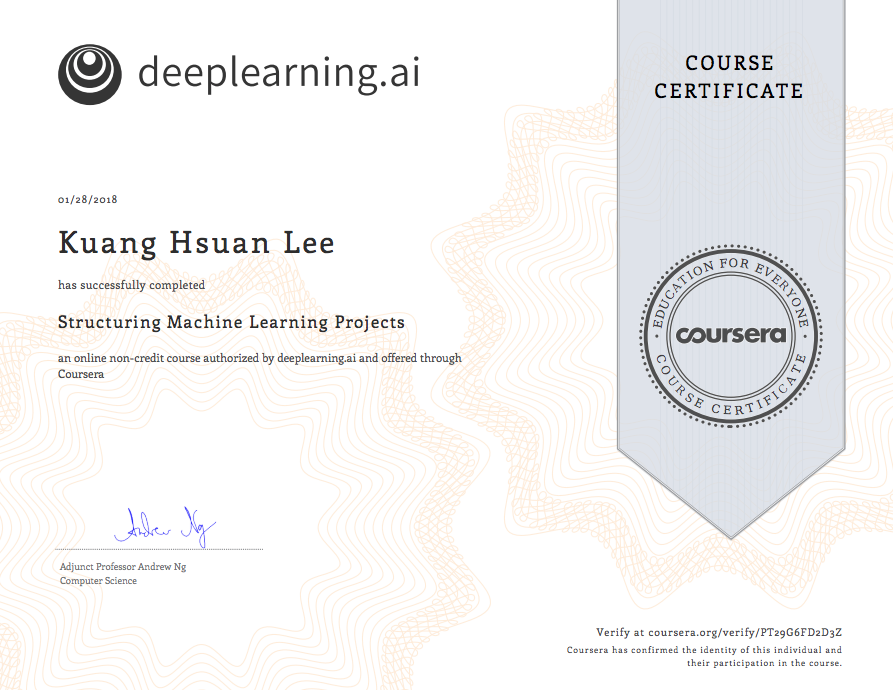 deeplearning.ai
COURSE
CERTIFICATE
01/28/2018
Kuang Hsuan Lee
has successfully completed
Structuring Machine Learning Projects
an online non-credit course authorized by deeplearning.ai and offered through
Coursera
EDUCATION FOR EVERYONE
coursera
COURSE CERTIFICATE
Andrew Ng
Adjunct Professor Andrew Ng
Computer Science
Verify at coursera.org/verify/PT29G6FD2D3Z
Coursera has confirmed the identity of this individual and
their participation in the course.